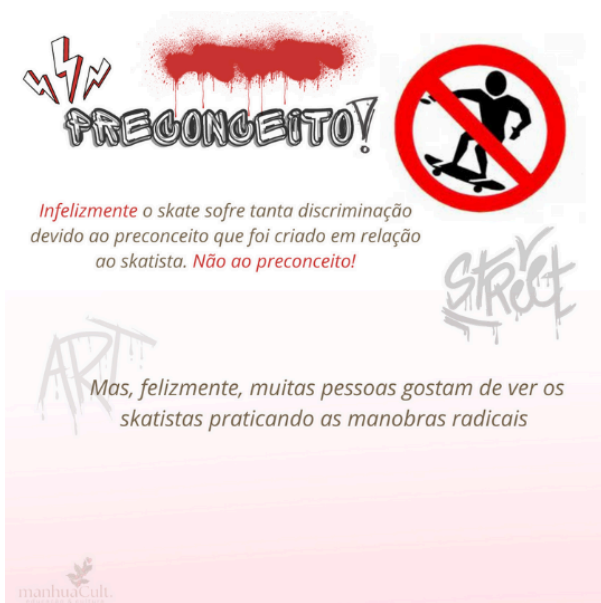 PRECONCEITO!
Infelizmente o skate sofre tanta discriminação
devido ao preconceito que foi criado em relação
ao skatista. Não ao preconceito!
STREET
ART
Mas, felizmente, muitas pessoas gostam de ver os
skatistas praticando as manobras radicais
manhuaCult.